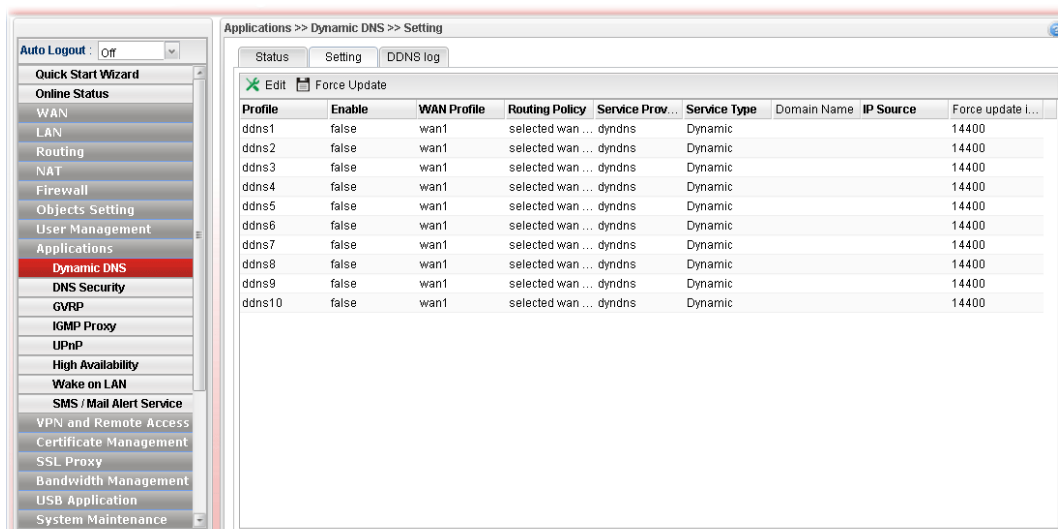 Applications >> Dynamic DNS >> Setting
Auto Logout : Off
Quick Start Wizard
Online Status
WAN
LAN
Routing
NAT
Firewall
Objects Setting
User Management
Applications
Dynamic DNS
DNS Security
GVRP
IGMP Proxy
UPnP
High Availability
Wake on LAN
SMS / Mail Alert Service
VPN and Remote Access
Certificate Management
SSL Proxy
Bandwidth Management
USB Application
System Maintenance
Status Setting DDNS log
Edit Force Update
Profile Enable WAN Profile Routing Policy Service Prov... Service Type Domain Name IP Source Force update i...
ddns1 false wan1 selected wan ... dyndns Dynamic 14400
ddns2 false wan1 selected wan ... dyndns Dynamic 14400
ddns3 false wan1 selected wan ... dyndns Dynamic 14400
ddns4 false wan1 selected wan ... dyndns Dynamic 14400
ddns5 false wan1 selected wan ... dyndns Dynamic 14400
ddns6 false wan1 selected wan ... dyndns Dynamic 14400
ddns7 false wan1 selected wan ... dyndns Dynamic 14400
ddns8 false wan1 selected wan ... dyndns Dynamic 14400
ddns9 false wan1 selected wan ... dyndns Dynamic 14400
ddns10 false wan1 selected wan ... dyndns Dynamic 14400